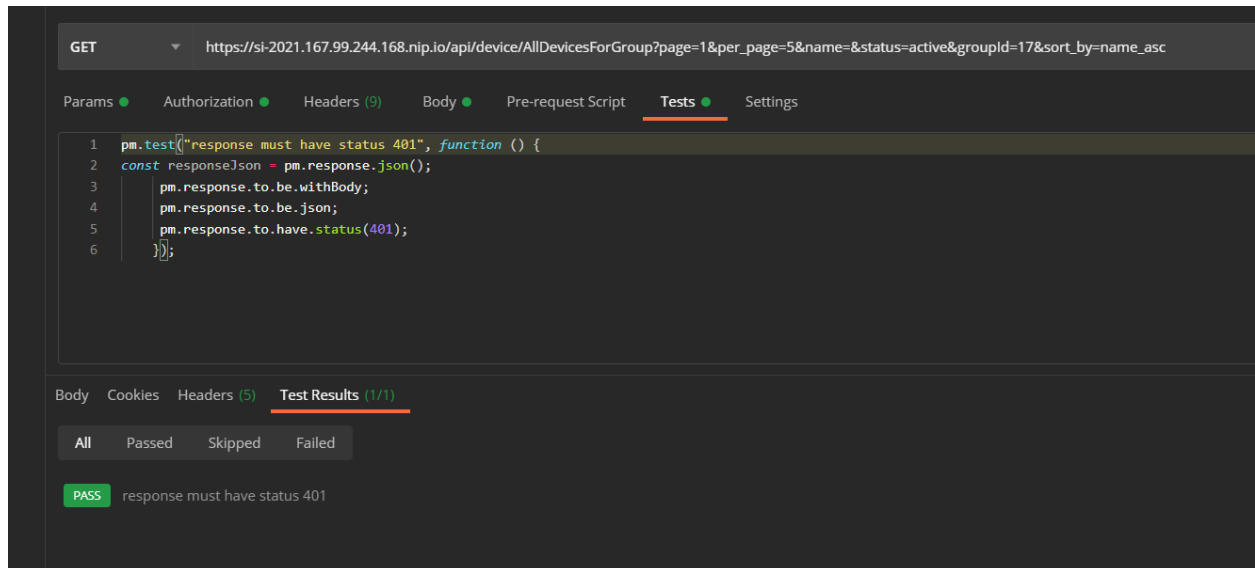 GET https://si-2021.167.99.244.168.nip.io/api/device/AllDevicesForGroup?page=1&per_page=5&name=&status=active&groupId=17&sort_by=name_asc
Params Authorization Headers (9) Body Pre-request Script Tests Settings
1 pm.test("response must have status 401", function () {
2 const responseJson = pm.response.json();
3 pm.response.to.be.withBody;
4 pm.response.to.be.json;
5 pm.response.to.have.status(401);
6 });
Body Cookies Headers (5) Test Results (1/1)
All Passed Skipped Failed
PASS response must have status 401